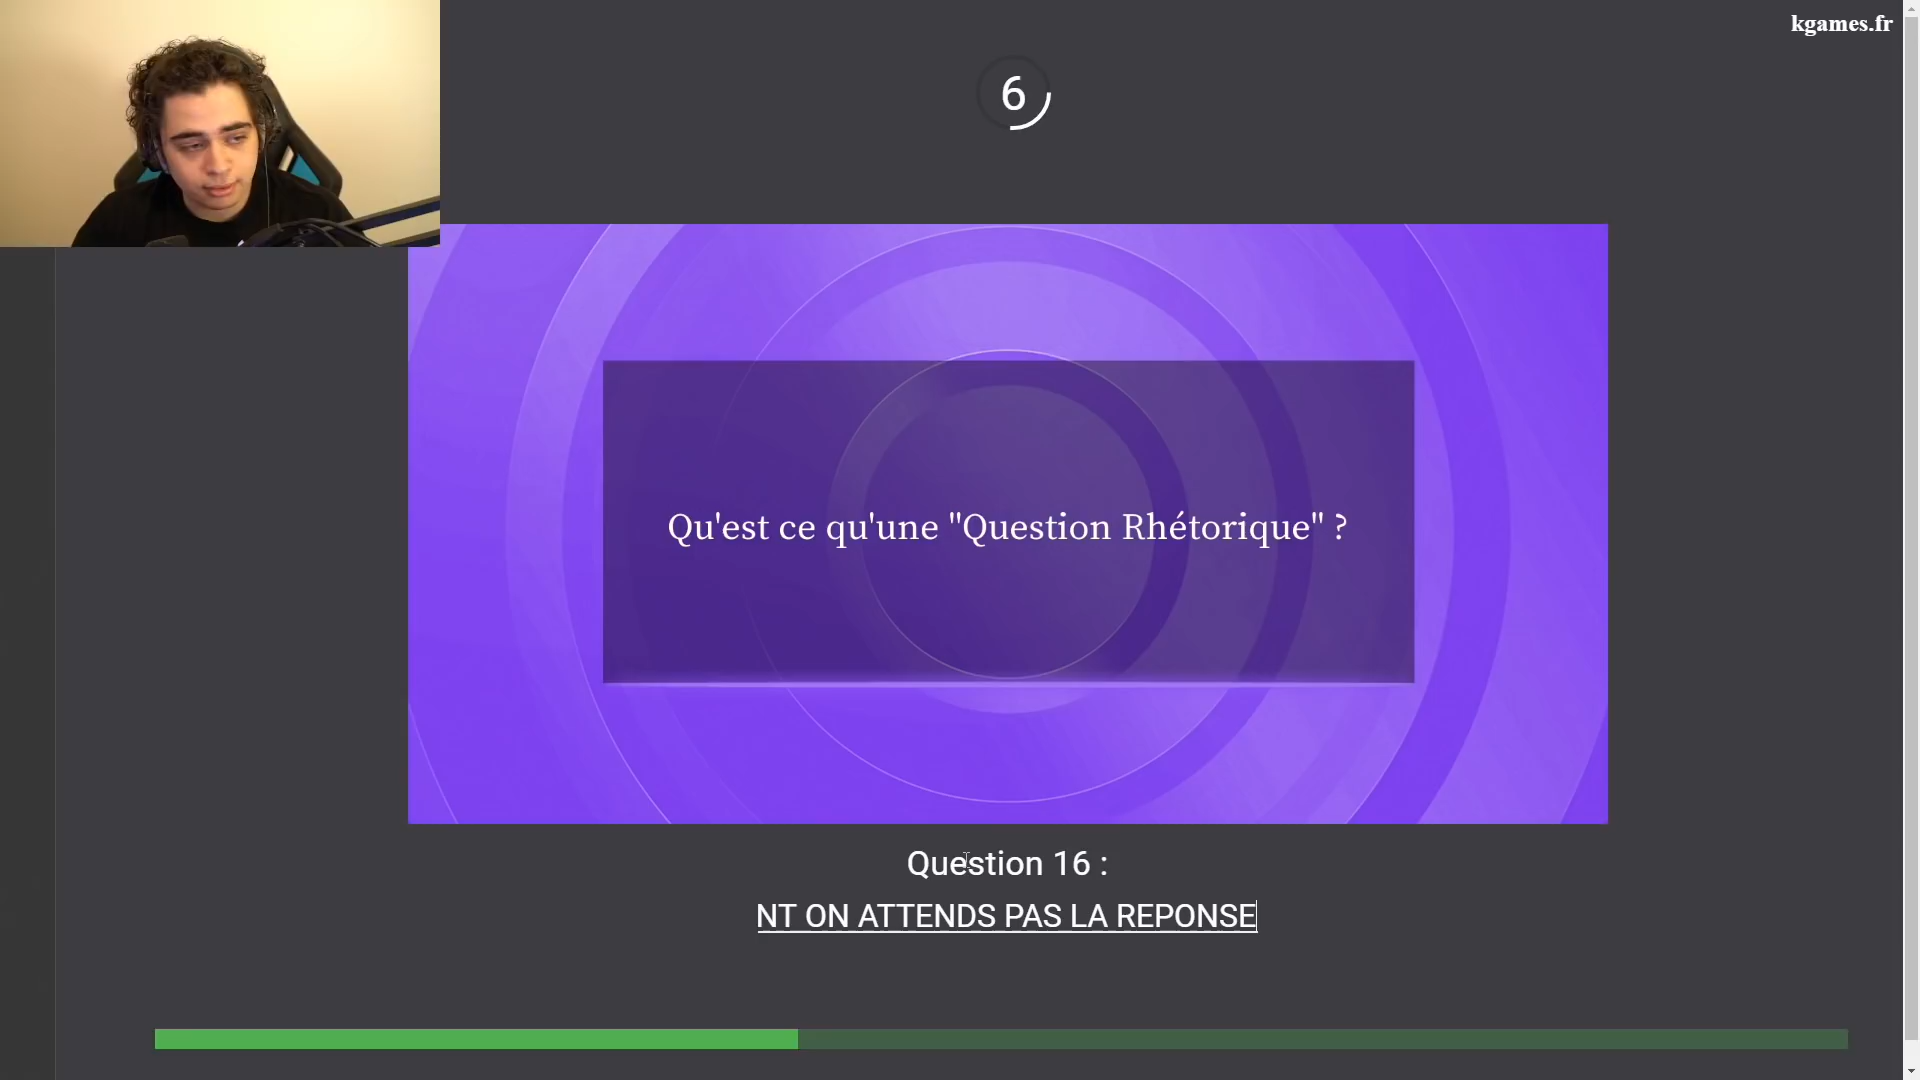 kgames.fr
6
Qu'est ce qu'une "Question Rhétorique" ?
Question 16 :
NT ON ATTENDS PAS LA REPONSE